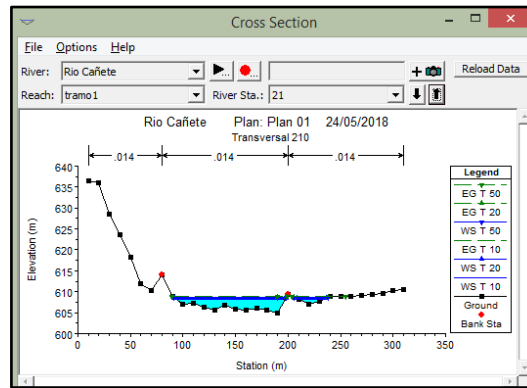 Cross Section
File Options Help
River: Rio Cañete Reload Data
Reach: tramo1 River Sta.: 21
Rio Cañete Plan: Plan 01 24/05/2018
Transversal 210
.014 .014 .014
Elevation (m)
640
635
630
625
620
615
610
605
600
0 50 100 150 200 250 300 350
Station (m)
Legend
EG T 50
EG T 20
WS T 50
EG T 10
WS T 20
WS T 10
Ground
Bank Sta